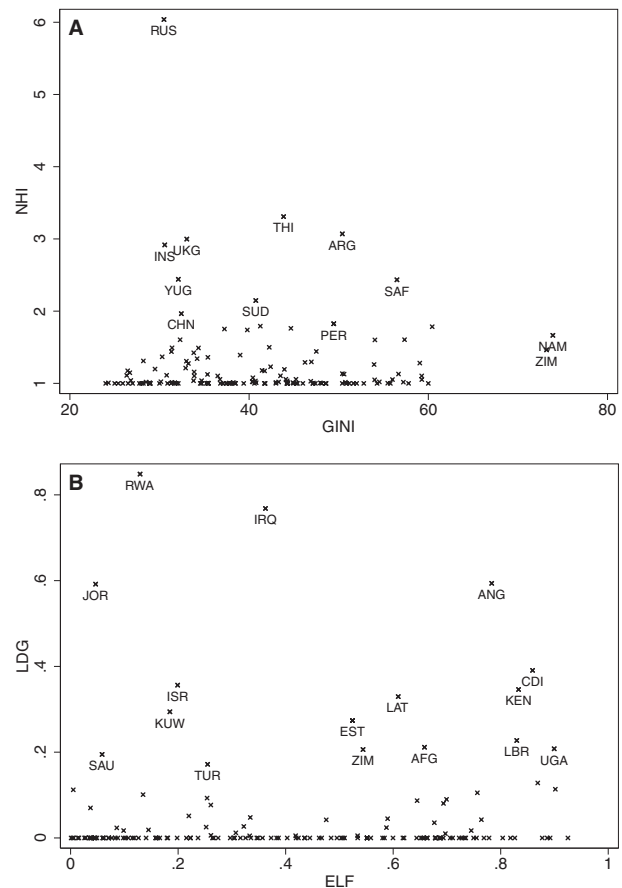 A
6
RUS
5
4
NHI
THI
ARG
3
INS
UKG
YUG
SAF
SUD
2
CHN
PER
NAM
ZIM
1
20 40 60 80
GINI
B
RWA
.8
IRQ
JOR
ANG
.6
LDG
.4
CDI
ISR
KEN
LAT
KUW
EST
LBR
.2
SAU
ZIM
AFG
UGA
TUR
0
0 .2 .4 .6 .8 1
ELF